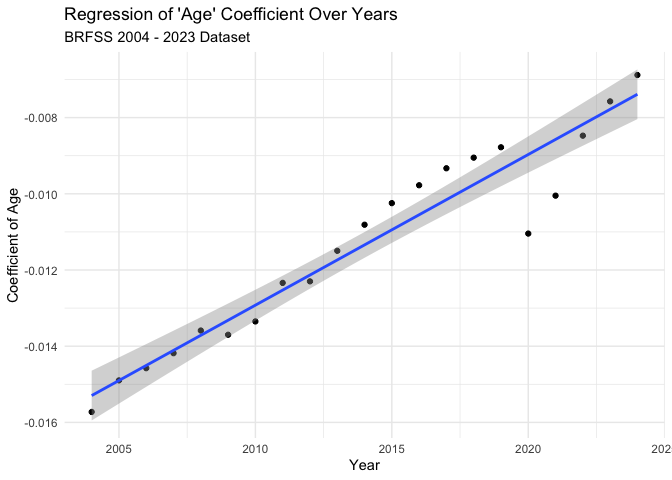 Regression of 'Age' Coefficient Over Years
BRFSS 2004 - 2023 Dataset
-0.008
-0.010
-0.012
-0.014
-0.016
Coefficient of Age
2005 2010 2015 2020 202
Year